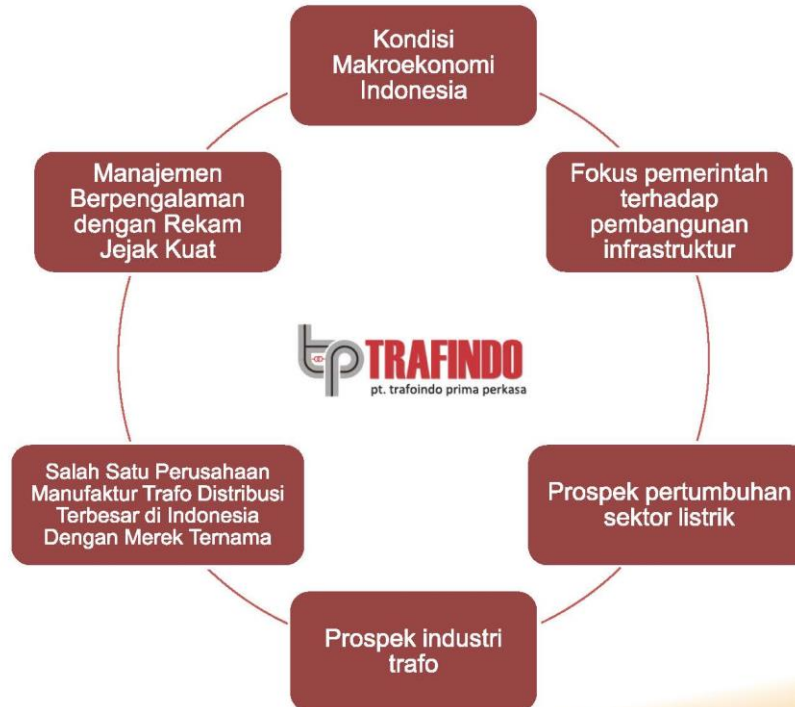 Kondisi
Makroekonomi
Indonesia
Manajemen
Berpengalaman
dengan Rekam
Jejak Kuat
Fokus pemerintah
terhadap
pembangunan
infrastruktur
tp TRAFINDO
pt. trafoindo prima perkasa
Salah Satu Perusahaan
Manufaktur Trafo Distribusi
Terbesar di Indonesia
Dengan Merek Ternama
Prospek pertumbuhan
sektor listrik
Prospek industri
trafo